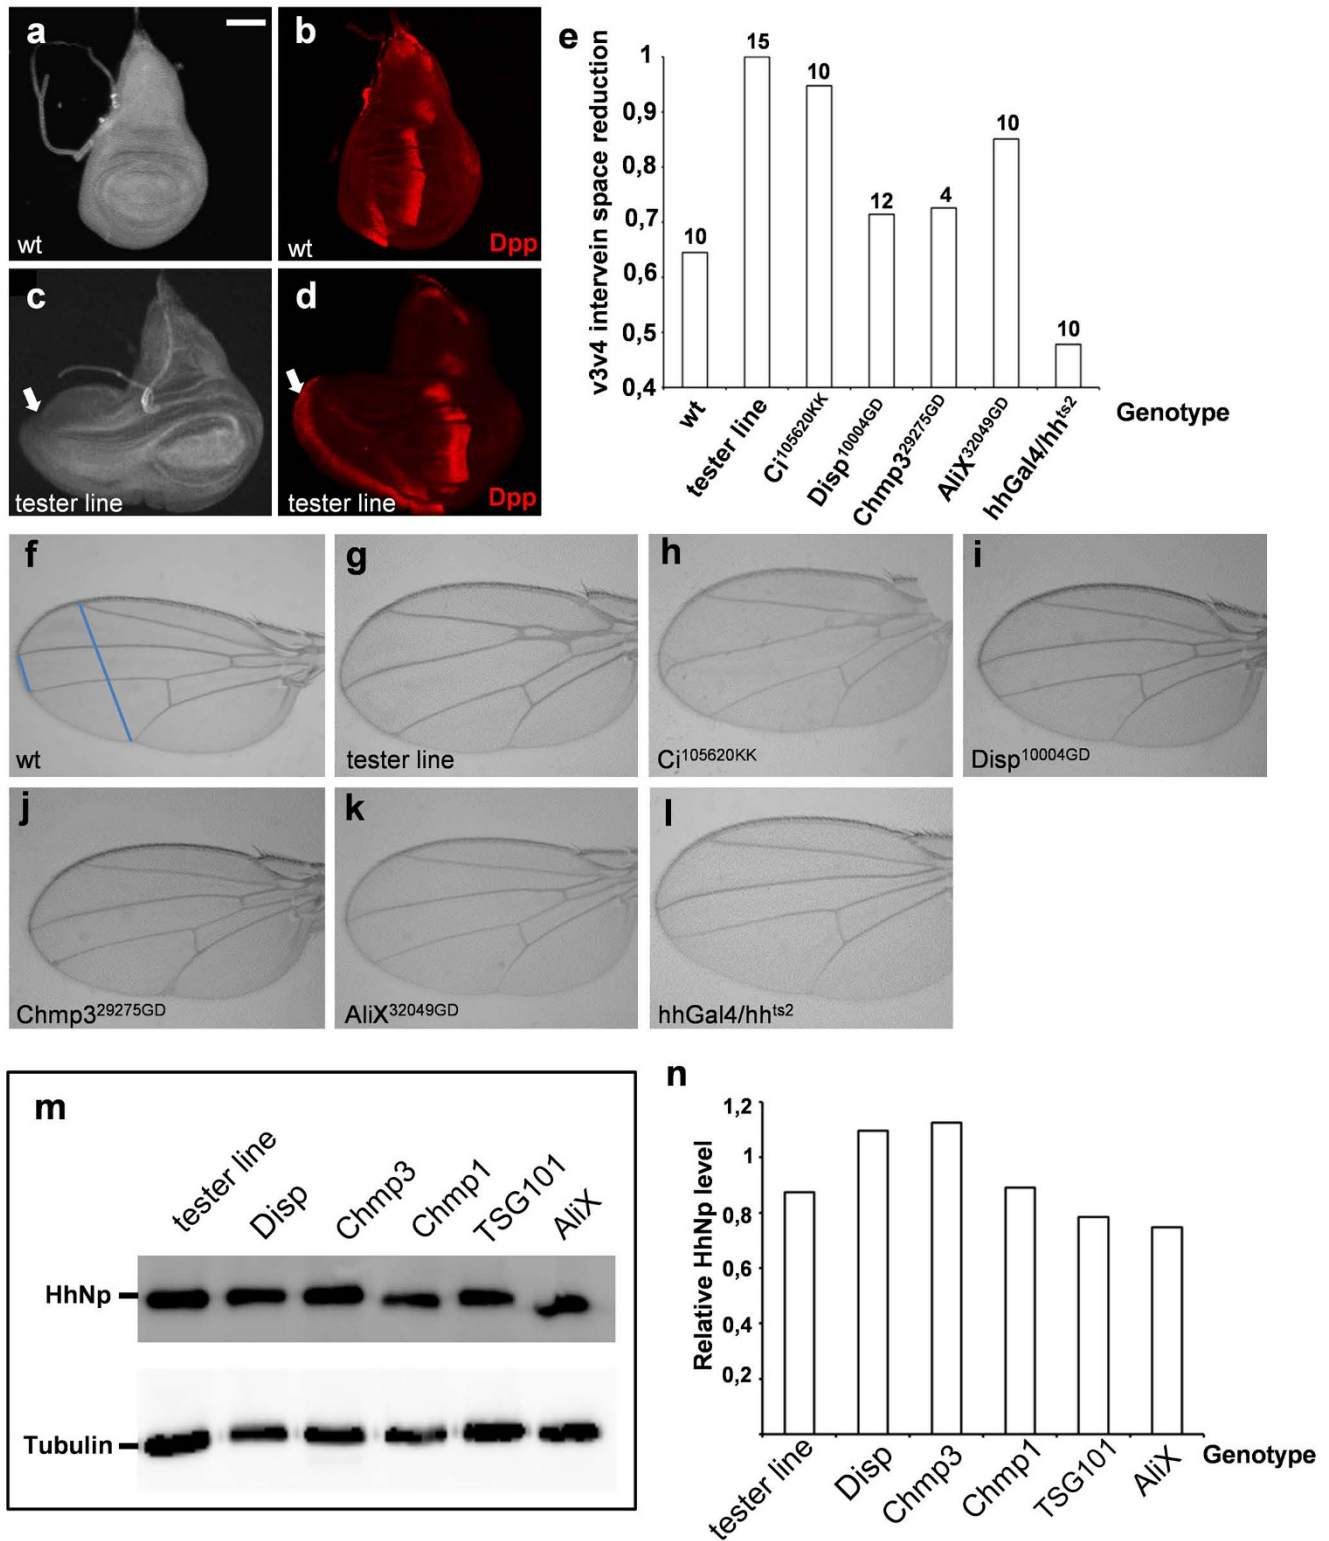 a
wt
b
wt
Dpp
c
tester line
d
tester line
Dpp
e
v3v4 intervein space reduction
1
0,9
0,8
0,7
0,6
0,5
0,4
10
15
10
12
4
10
10
wt
tester line
Ci105620KK
Disp10004GD
Chmp329275GD
AliX32049GD
hhGal4/hhts2
Genotype
f
wt
g
tester line
h
Ci105620KK
i
Disp10004GD
j
Chmp329275GD
k
AliX32049GD
l
hhGal4/hhts2
m
tester line
Disp
Chmp3
Chmp1
TSG101
AliX
HhNp
Tubulin
n
Relative HhNp level
1,2
1
0,8
0,6
0,4
0,2
tester line
Disp
Chmp3
Chmp1
TSG101
AliX
Genotype